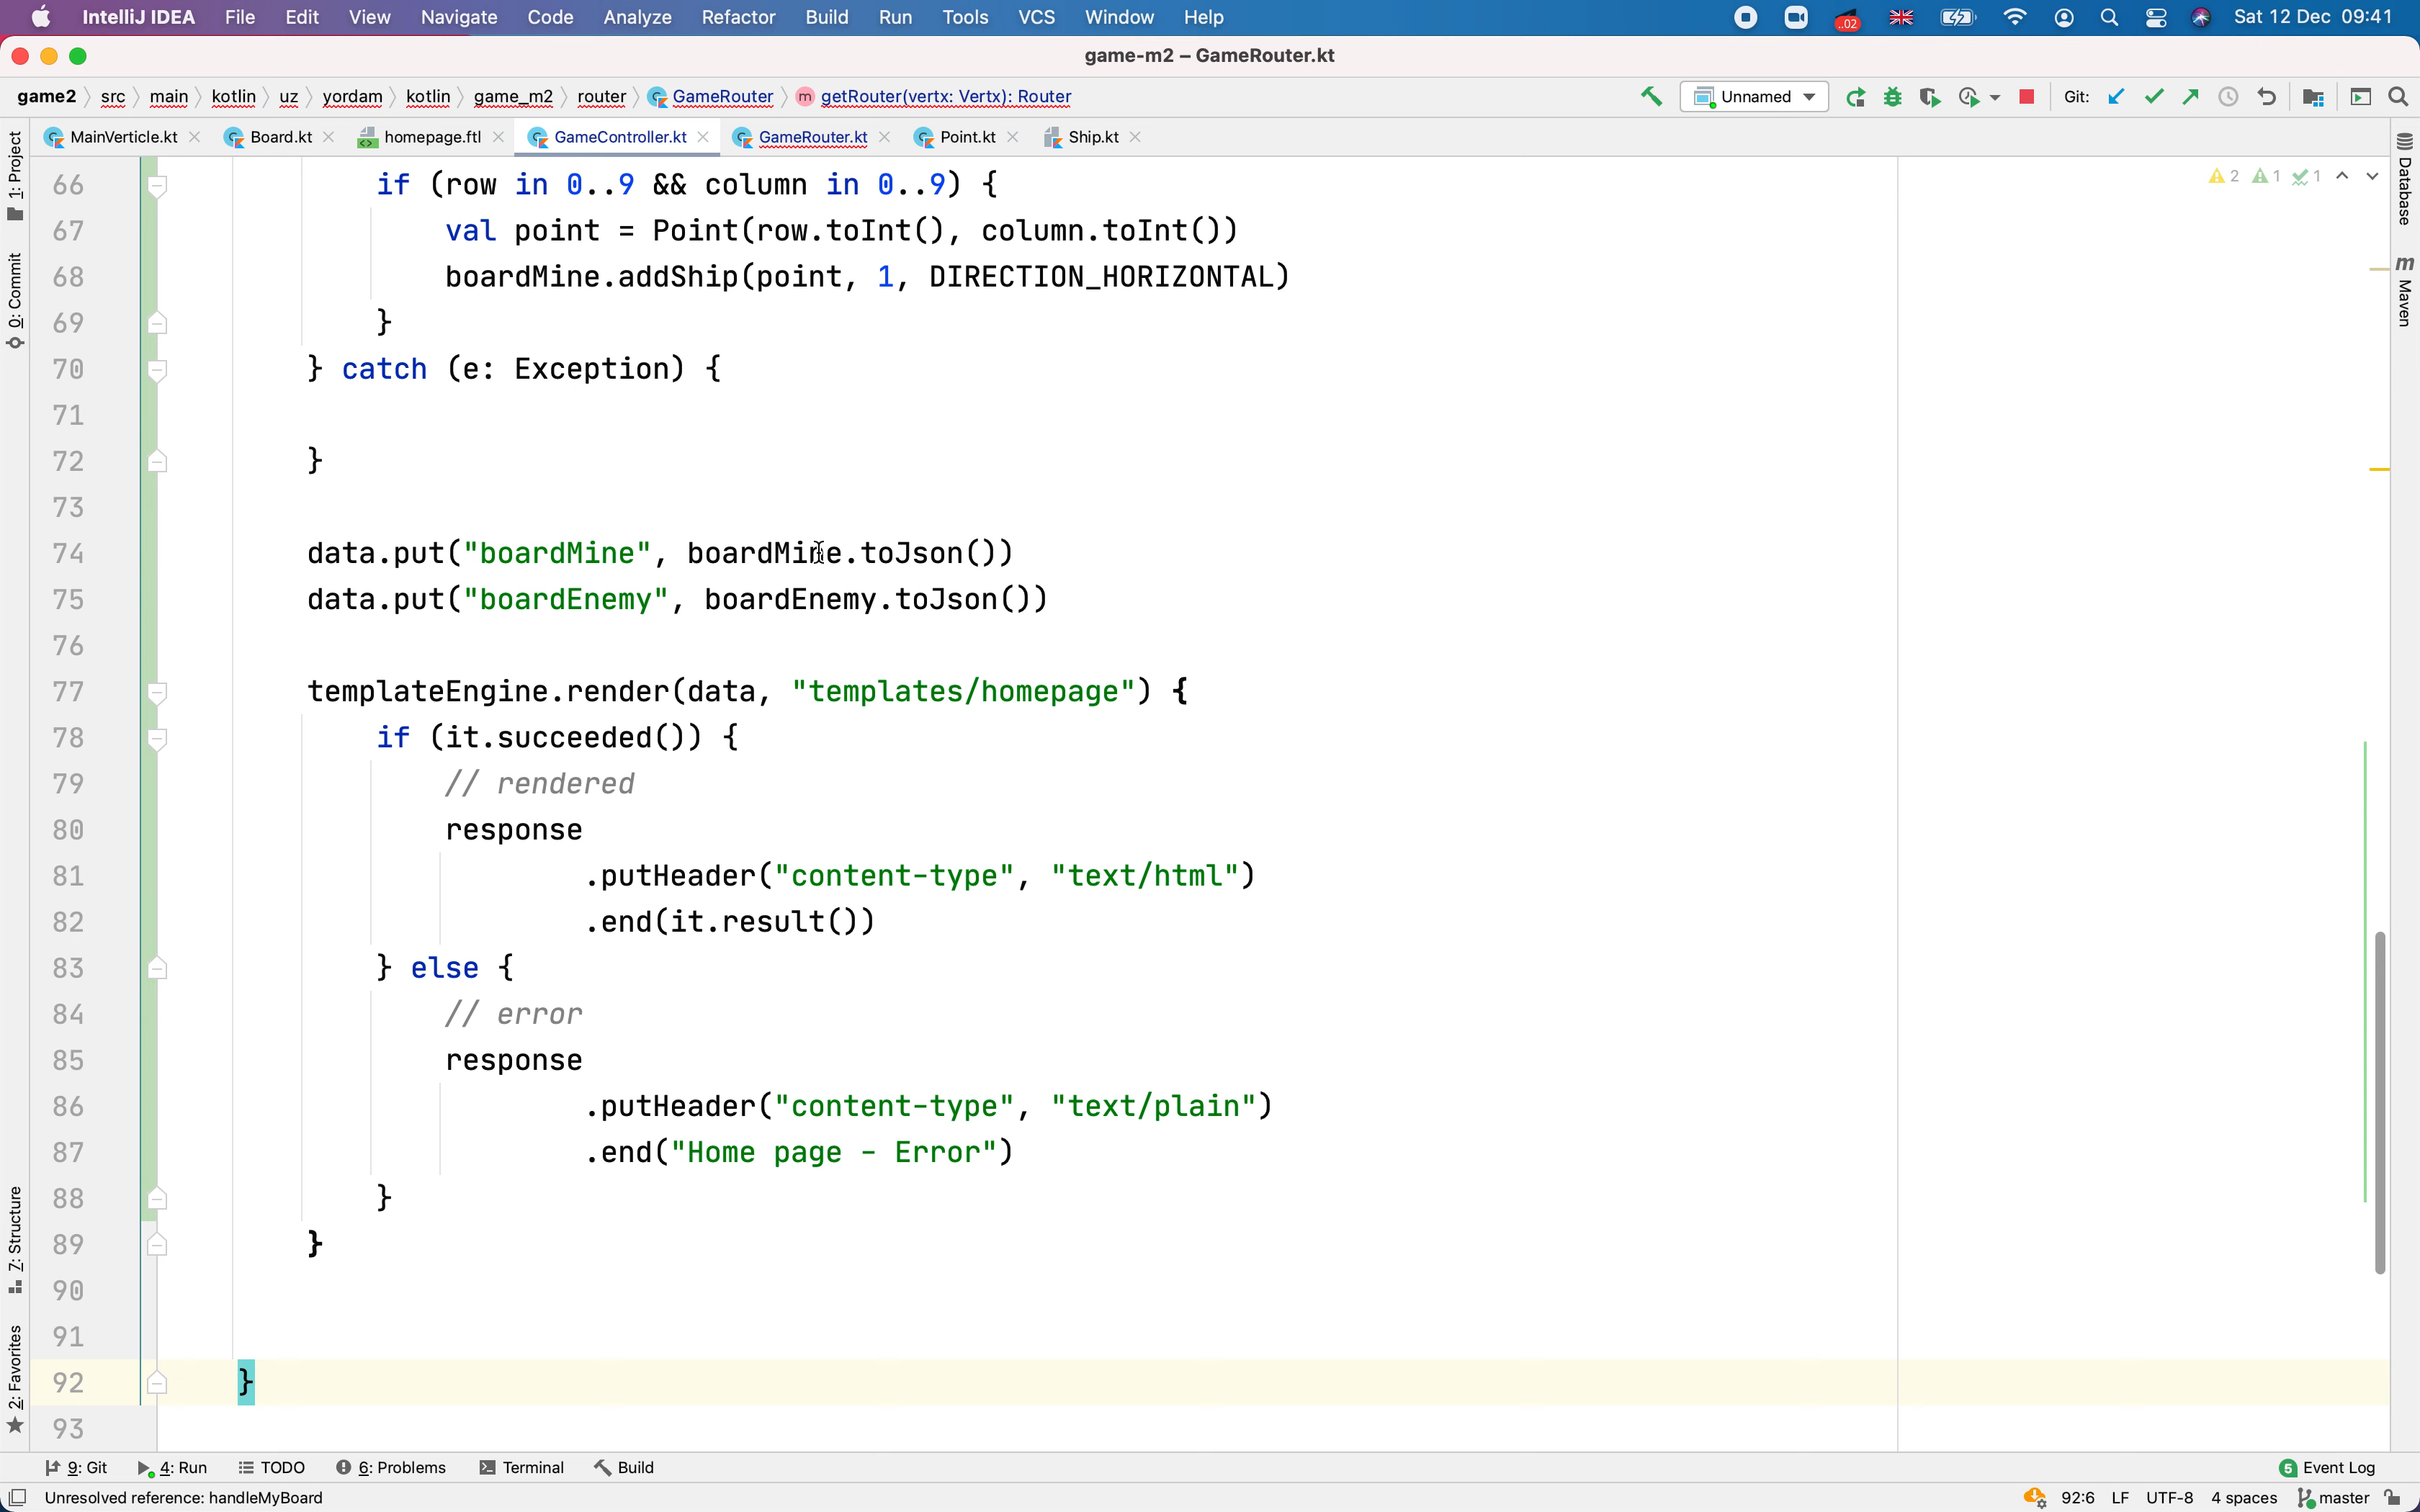 IntelliJ IDEA File Edit View Navigate Code Analyze Refactor Build Run Tools VCS Window Help .02 Sat 12 Dec 09:41
game-m2 – GameRouter.kt
game2 src main kotlin uz yordam kotlin game_m2 router GameRouter m getRouter(vertx: Vertx): Router Unnamed Git:
MainVerticle.kt Board.kt homepage.ftl GameController.kt GameRouter.kt Point.kt Ship.kt
1: Project
0: Commit
7: Structure
2: Favorites
Database
m Maven
2 1 1
66 if (row in 0..9 && column in 0..9) {
67 val point = Point(row.toInt(), column.toInt())
68 boardMine.addShip(point, 1, DIRECTION_HORIZONTAL)
69 }
70 } catch (e: Exception) {
71
72 }
73
74 data.put("boardMine", boardMine.toJson())
75 data.put("boardEnemy", boardEnemy.toJson())
76
77 templateEngine.render(data, "templates/homepage") {
78 if (it.succeeded()) {
79 // rendered
80 response
81 .putHeader("content-type", "text/html")
82 .end(it.result())
83 } else {
84 // error
85 response
86 .putHeader("content-type", "text/plain")
87 .end("Home page - Error")
88 }
89 }
90
91
92 }
93
9: Git 4: Run TODO 6: Problems Terminal Build 5 Event Log
Unresolved reference: handleMyBoard 92:6 LF UTF-8 4 spaces master